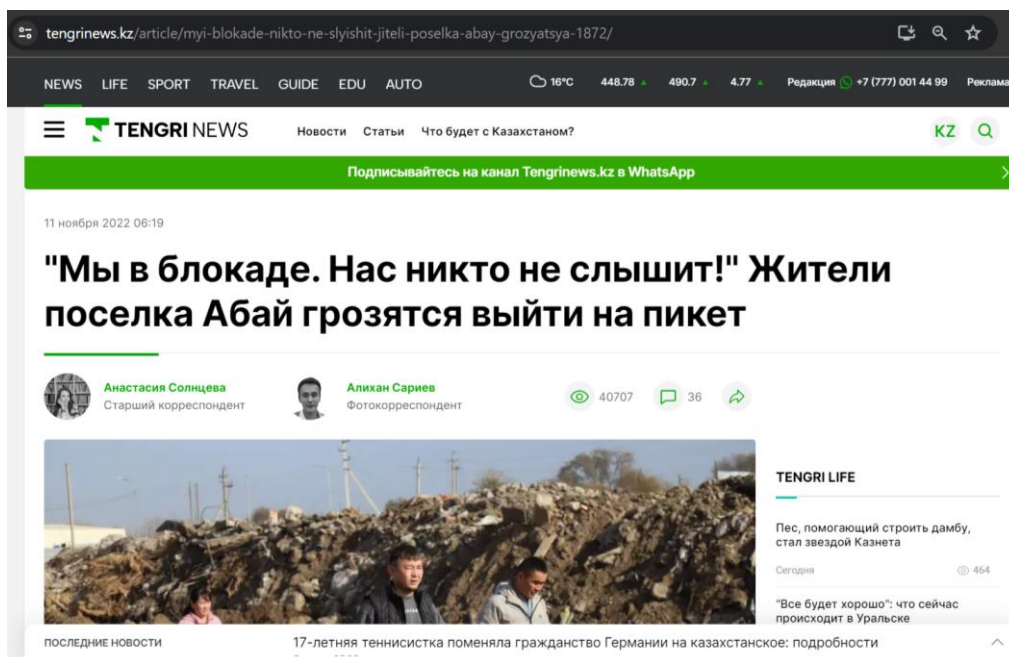 tengrinews.kz/article/myi-blokade-nikto-ne-slyishit-jiteli-poselka-abay-grozyatsya-1872/
NEWS LIFE SPORT TRAVEL GUIDE EDU AUTO 16°C 448.78 490.7 4.77 Редакция +7 (777) 001 44 99 Реклама
TENGRI NEWS Новости Статьи Что будет с Казахстаном? KZ
Подписывайтесь на канал Tengrinews.kz в WhatsApp
11 ноября 2022 06:19
"Мы в блокаде. Нас никто не слышит!" Жители
поселка Абай грозятся выйти на пикет
Анастасия Солнцева
Старший корреспондент
Алихан Сариев
Фотокорреспондент
40707 36
TENGRI LIFE
Пес, помогающий строить дамбу,
стал звездой Казнета
Сегодня 464
"Все будет хорошо": что сейчас
происходит в Уральске
ПОСЛЕДНИЕ НОВОСТИ 17-летняя теннисистка поменяла гражданство Германии на казахстанское: подробности